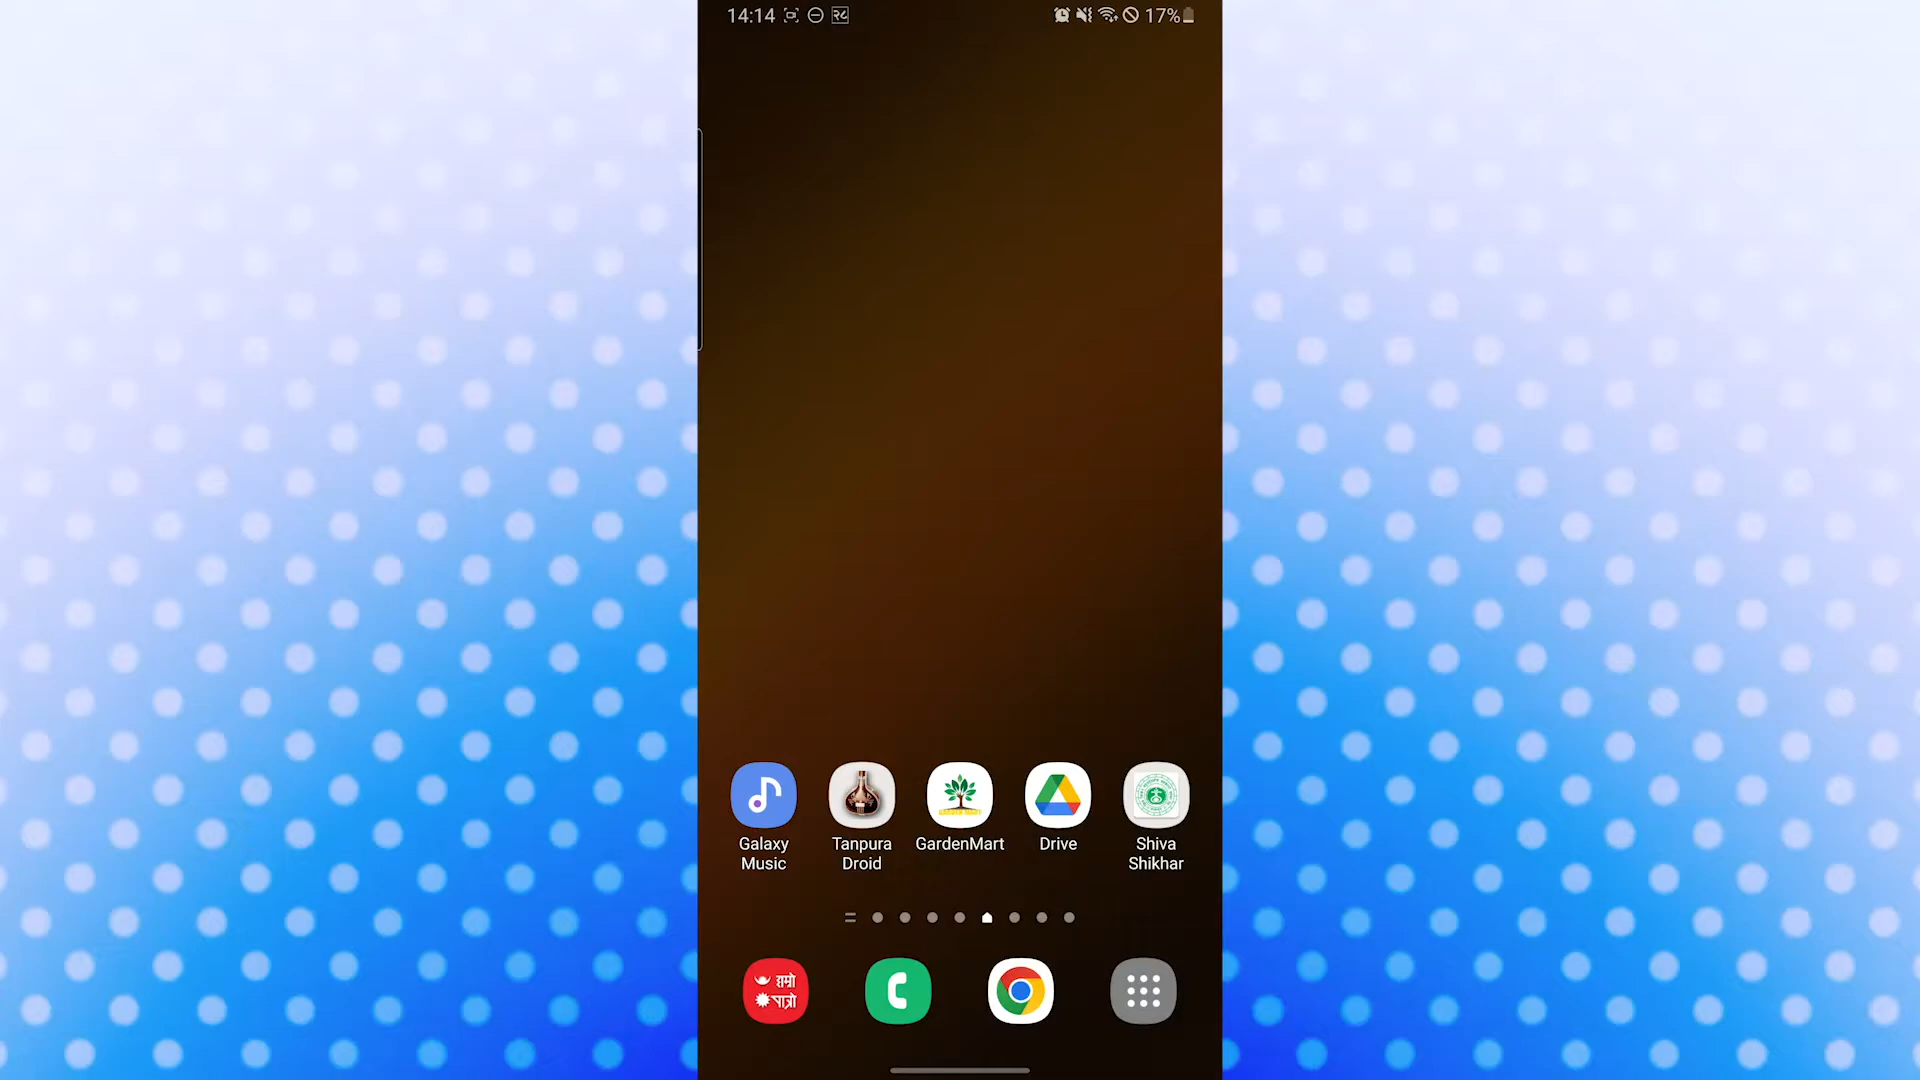 14:14
17%
Galaxy
Music
Tanpura
Droid
GardenMart
Drive
Shiva
Shikhar
हाम्रो
पात्रो